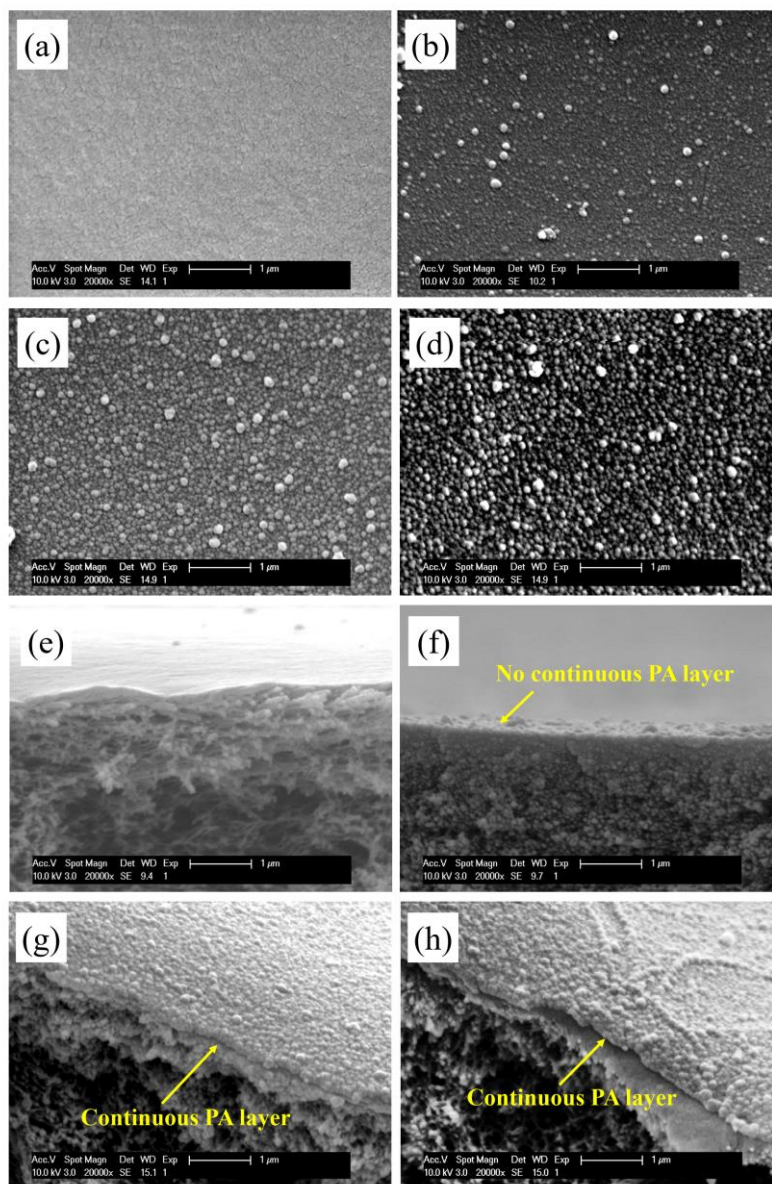 (a)
Acc.V Spot Magn Det WD Exp 1 μm
10.0 kV 3.0 20000x SE 14.1 1
(b)
Acc.V Spot Magn Det WD Exp 1 μm
10.0 kV 3.0 20000x SE 10.2 1
(c)
Acc.V Spot Magn Det WD Exp 1 μm
10.0 kV 3.0 20000x SE 14.9 1
(d)
Acc.V Spot Magn Det WD Exp 1 μm
10.0 kV 3.0 20000x SE 14.9 1
(e)
Acc.V Spot Magn Det WD Exp 1 μm
10.0 kV 3.0 20000x SE 9.4 1
(f)
No continuous PA layer
Acc.V Spot Magn Det WD Exp 1 μm
10.0 kV 3.0 20000x SE 9.7 1
(g)
Continuous PA layer
Acc.V Spot Magn Det WD Exp 1 μm
10.0 kV 3.0 20000x SE 15.1 1
(h)
Continuous PA layer
Acc.V Spot Magn Det WD Exp 1 μm
10.0 kV 3.0 20000x SE 15.0 1